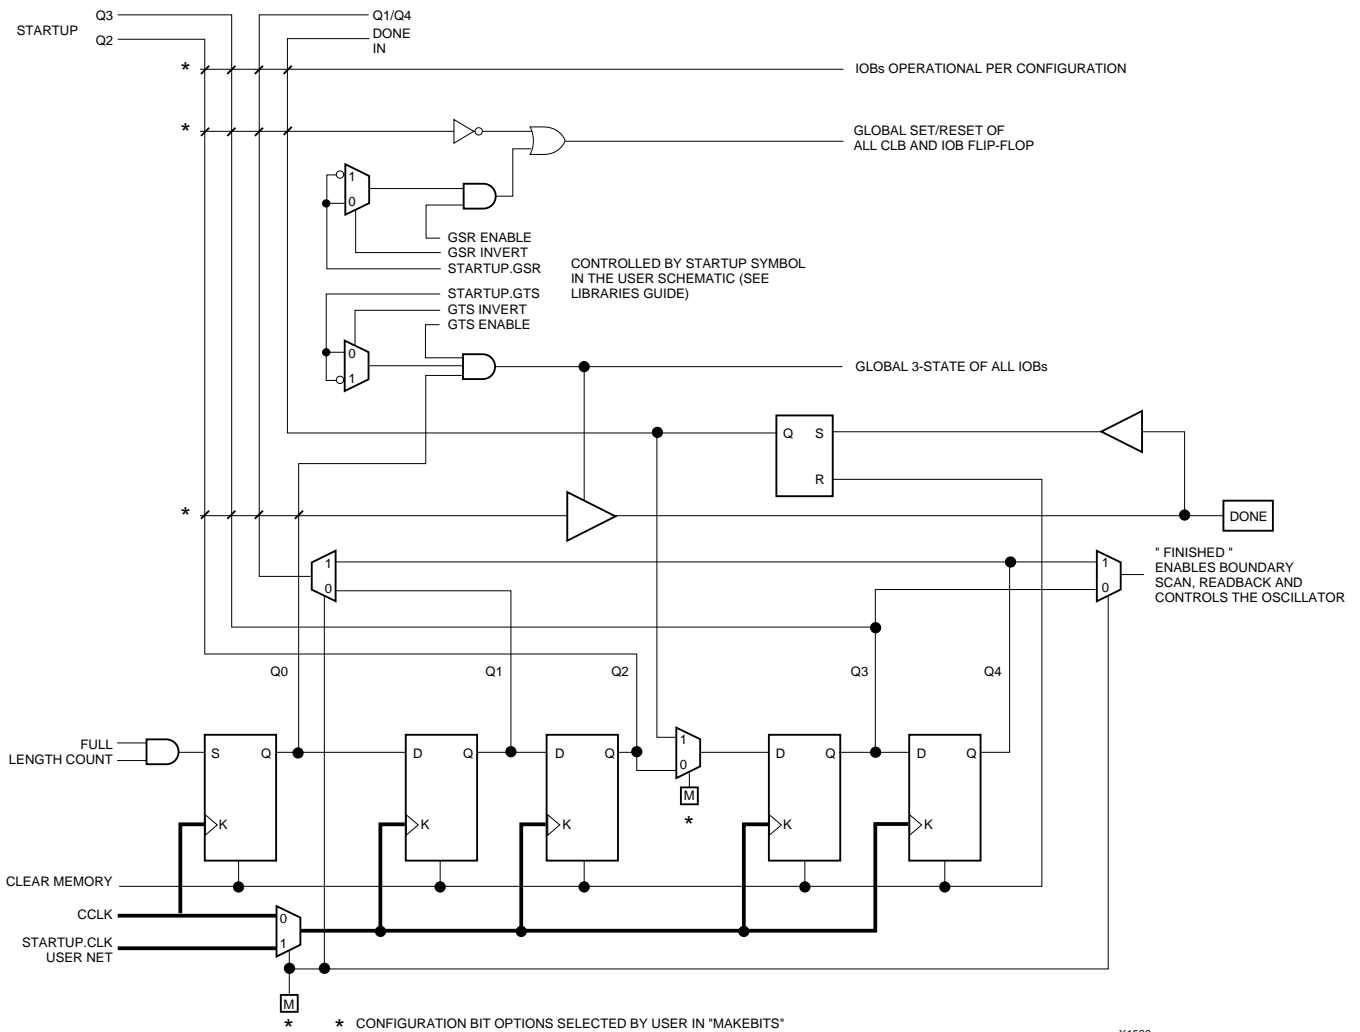 Q3
STARTUP
Q2
Q1/Q4
DONE
IN
*
IOBs OPERATIONAL PER CONFIGURATION
*
GLOBAL SET/RESET OF
ALL CLB AND IOB FLIP-FLOP
1
0
GSR ENABLE
GSR INVERT
STARTUP.GSR
CONTROLLED BY STARTUP SYMBOL
IN THE USER SCHEMATIC (SEE
LIBRARIES GUIDE)
STARTUP.GTS
GTS INVERT
GTS ENABLE
0
1
GLOBAL 3-STATE OF ALL IOBs
Q S
R
*
DONE
1
0
1
0
" FINISHED "
ENABLES BOUNDARY
SCAN, READBACK AND
CONTROLS THE OSCILLATOR
Q0
Q1
Q2
Q3
Q4
FULL
LENGTH COUNT
S Q
K
D Q
K
D Q
K
1
0
M
*
D Q
K
D Q
K
CLEAR MEMORY
CCLK
STARTUP.CLK
USER NET
0
1
M
*
* CONFIGURATION BIT OPTIONS SELECTED BY USER IN "MAKEBITS"